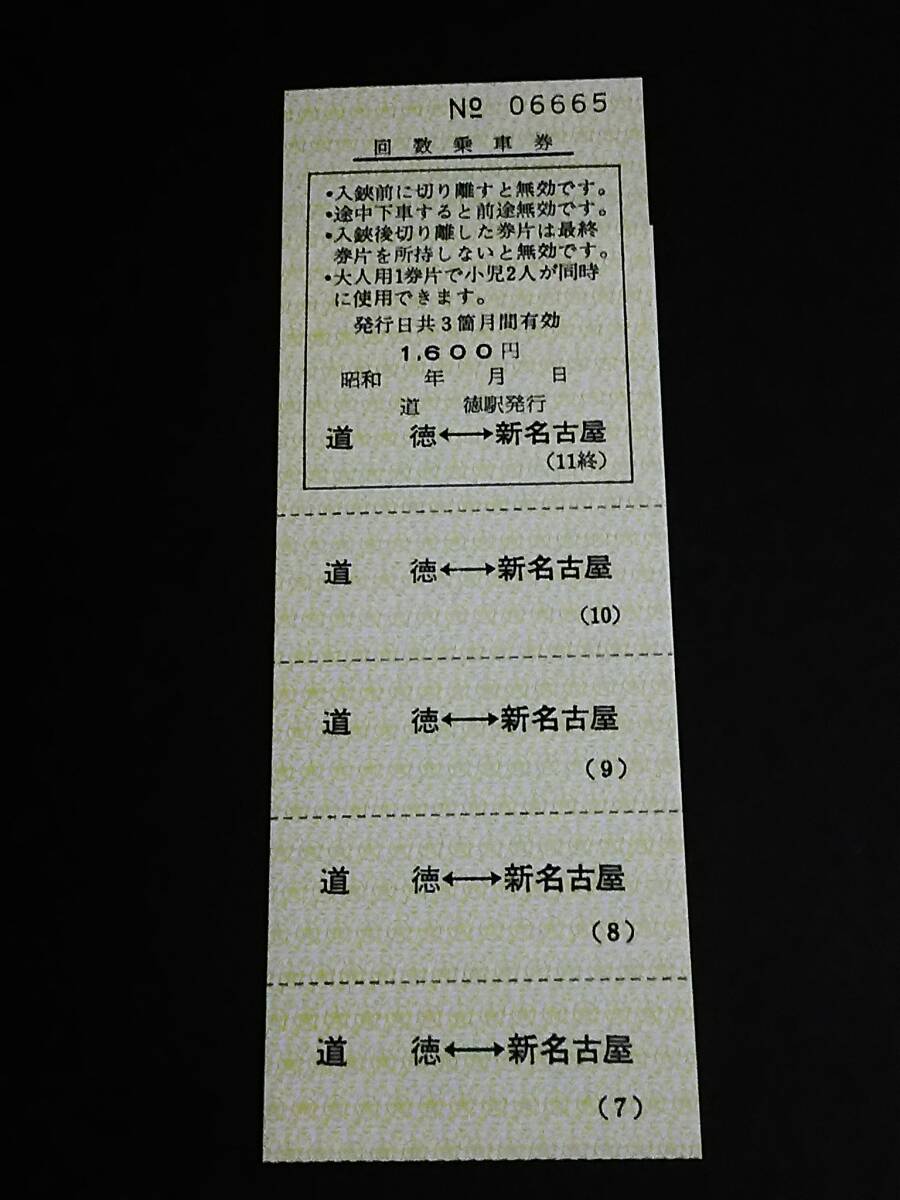 № 06665
回数乗車券
・入鋏前に切り離すと無効です。
・途中下車すると前途無効です。
・入鋏後切り離した券片は最終
券片を所持しないと無効です。
・大人用1券片で小児2人が同時
に使用できます。
発行日共3箇月間有効
1,600円
昭和 年 月 日
道 徳駅発行
道 徳⟷新名古屋
(11終)
道 徳⟷新名古屋
(10)
道 徳⟷新名古屋
(9)
道 徳⟷新名古屋
(8)
道 徳⟷新名古屋
(7)